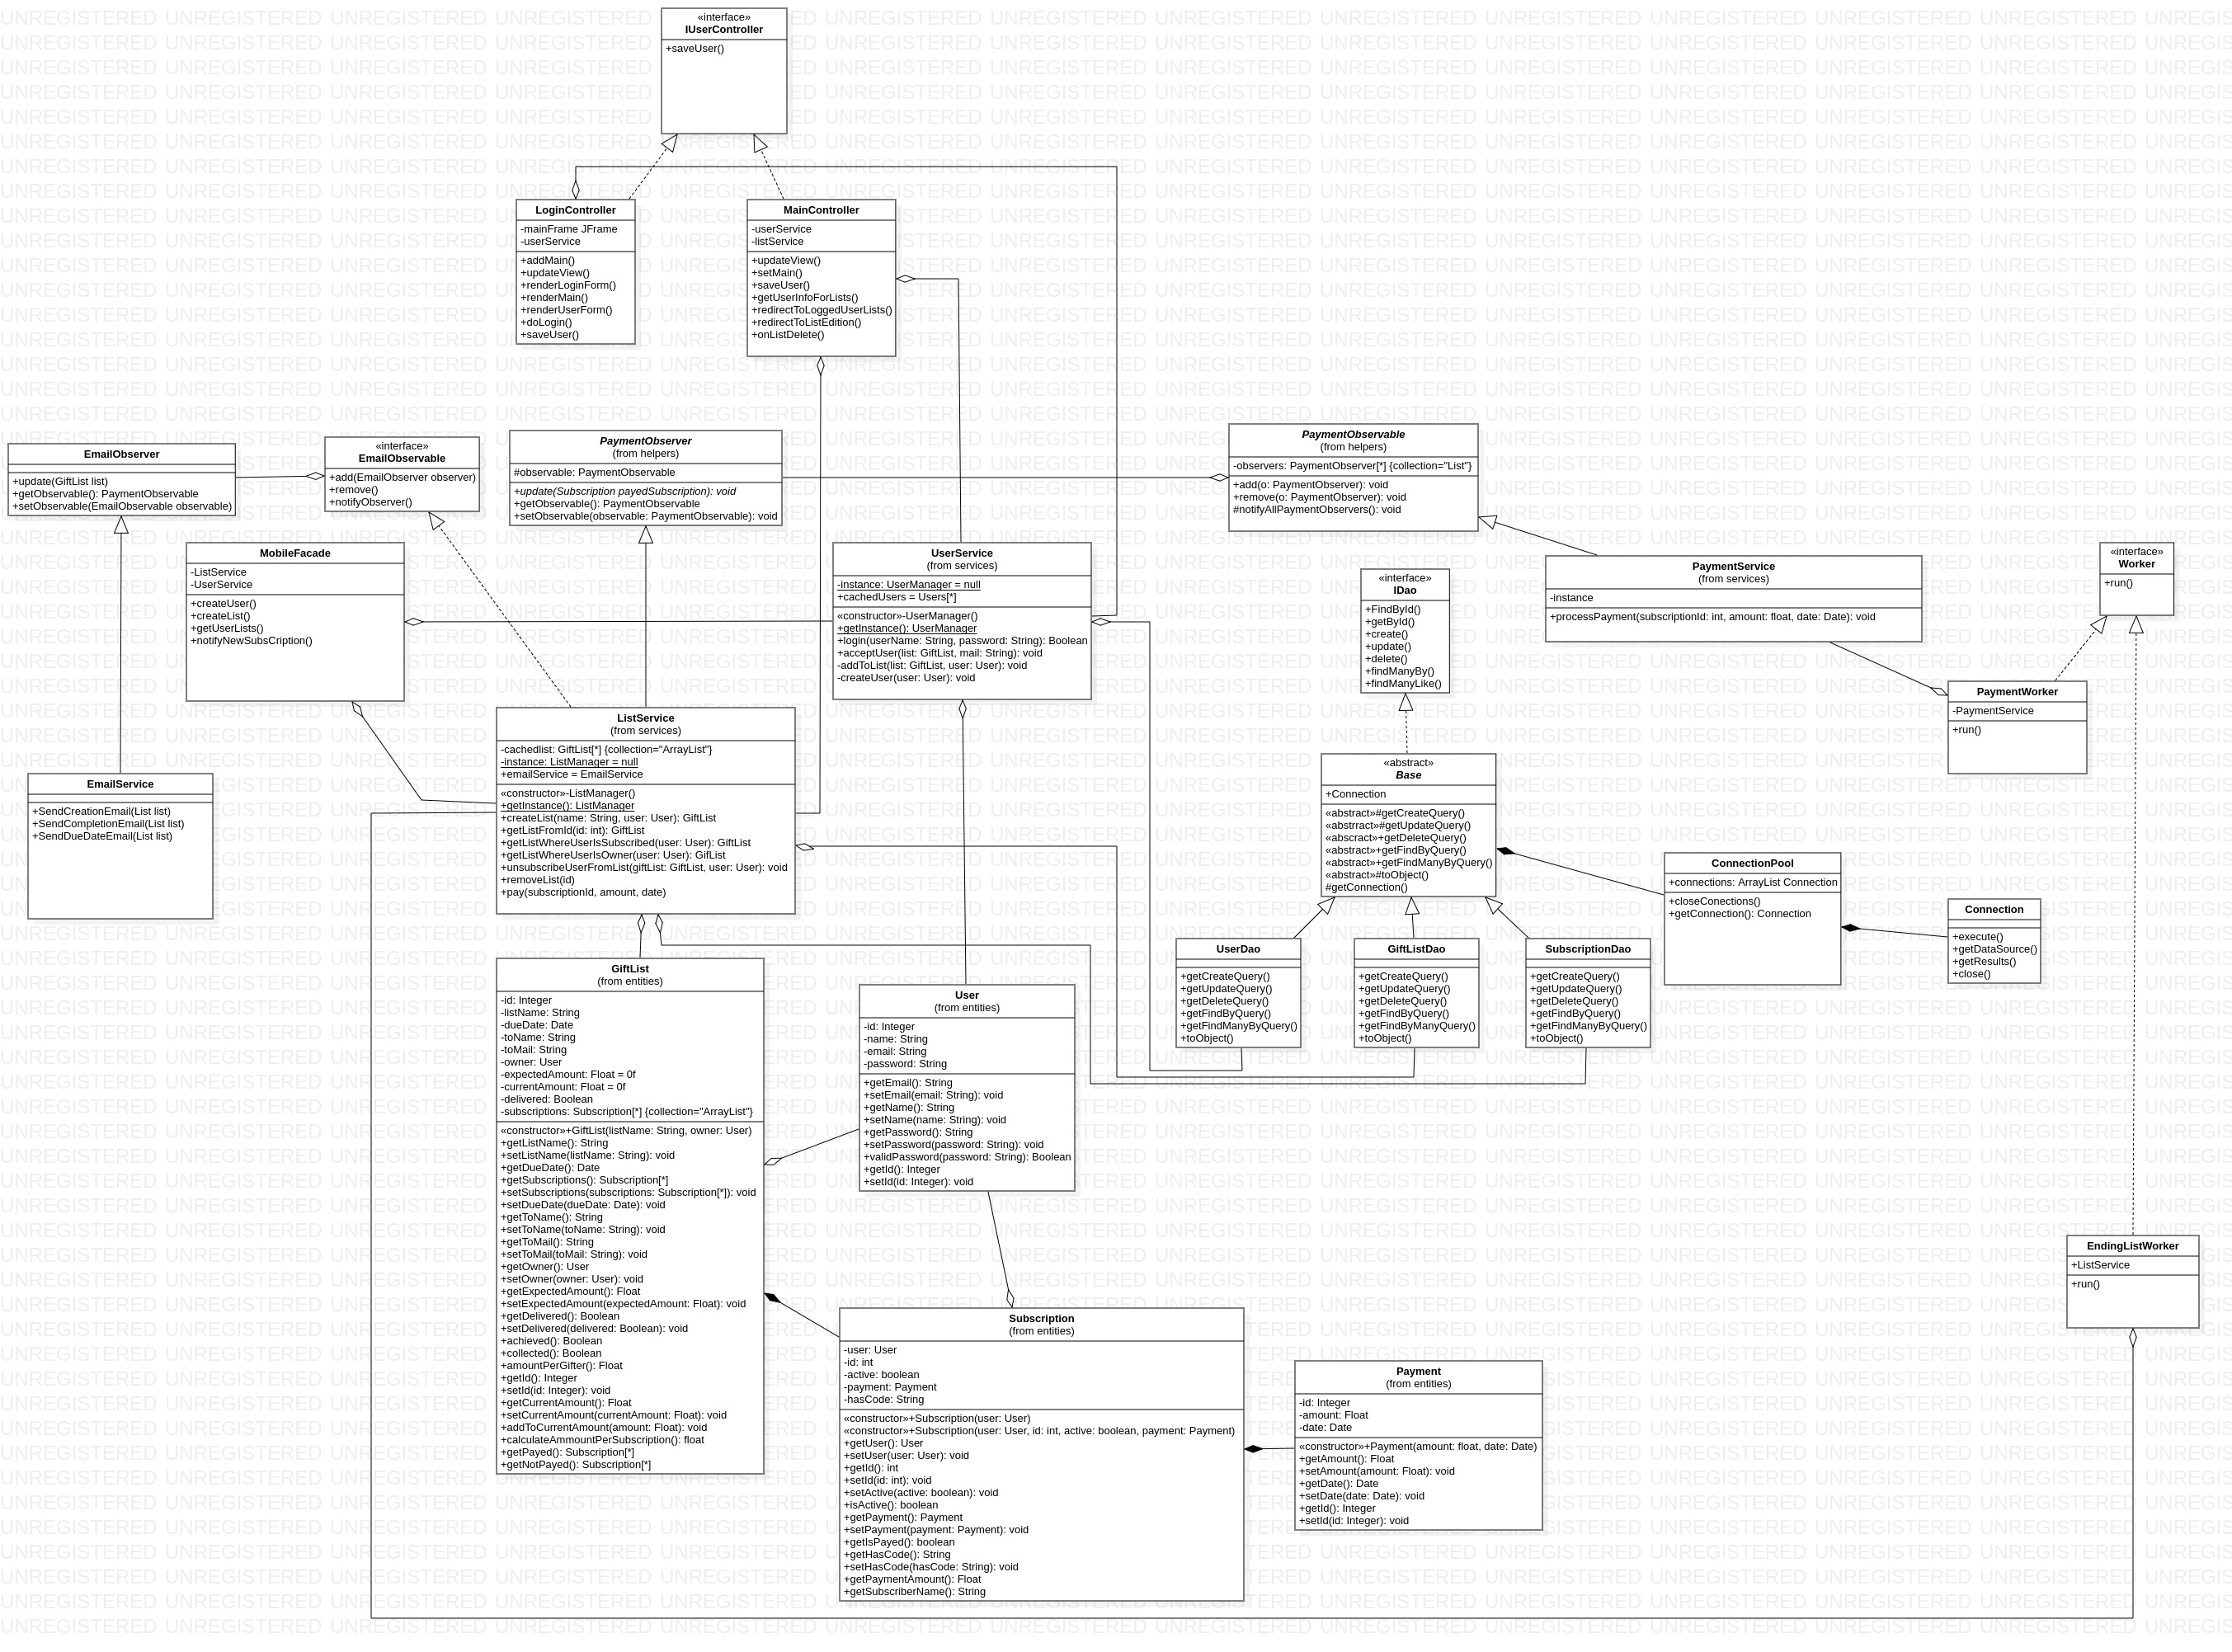 «interface»
IUserController
+saveUser()
LoginController
-mainFrame JFrame
-userService
+addMain()
+updateView()
+renderLoginForm()
+renderMain()
+renderUserForm()
+doLogin()
+saveUser()
MainController
-userService
-listService
+updateView()
+setMain()
+saveUser()
+getUserInfoForLists()
+redirectToLoggedUserLists()
+redirectToListEdition()
+onListDelete()
EmailObserver
+update(GiftList list)
+getObservable(): PaymentObservable
+setObservable(EmailObservable observable)
«interface»
EmailObservable
+add(EmailObserver observer)
+remove()
+notifyObserver()
PaymentObserver
(from helpers)
#observable: PaymentObservable
+update(Subscription payedSubscription): void
+getObservable(): PaymentObservable
+setObservable(observable: PaymentObservable): void
PaymentObservable
(from helpers)
-observers: PaymentObserver[*] {collection="List"}
+add(o: PaymentObserver): void
+remove(o: PaymentObserver): void
#notifyAllPaymentObservers(): void
MobileFacade
-ListService
-UserService
+createUser()
+createList()
+getUserLists()
+notifyNewSubsCription()
UserService
(from services)
-instance: UserManager = null
+cachedUsers = Users[*]
«constructor»-UserManager()
+getInstance(): UserManager
+login(userName: String, password: String): Boolean
+acceptUser(list: GiftList, mail: String): void
-addToList(list: GiftList, user: User): void
-createUser(user: User): void
«interface»
IDao
+FindById()
+getById()
+create()
+update()
+delete()
+findManyBy()
+findManyLike()
PaymentService
(from services)
-instance
+processPayment(subscriptionId: int, amount: float, date: Date): void
«interface»
Worker
+run()
PaymentWorker
-PaymentService
+run()
EmailService
+SendCreationEmail(List list)
+SendCompletionEmail(List list)
+SendDueDateEmail(List list)
ListService
(from services)
-cachedlist: GiftList[*] {collection="ArrayList"}
-instance: ListManager = null
+emailService = EmailService
«constructor»-ListManager()
+getInstance(): ListManager
+createList(name: String, user: User): GiftList
+getListFromId(id: int): GiftList
+getListWhereUserIsSubscribed(user: User): GiftList
+getListWhereUserIsOwner(user: User): GifList
+unsubscribeUserFromList(giftList: GiftList, user: User): void
+removeList(id)
+pay(subscriptionId, amount, date)
«abstract»
Base
+Connection
«abstract»#getCreateQuery()
«abstrract»#getUpdateQuery()
«abscract»+getDeleteQuery()
«abstract»+getFindByQuery()
«abstract»+getFindManyByQuery()
«abstract»#toObject()
#getConnection()
ConnectionPool
+connections: ArrayList Connection
+closeConections()
+getConnection(): Connection
Connection
+execute()
+getDataSource()
+getResults()
+close()
UserDao
+getCreateQuery()
+getUpdateQuery()
+getDeleteQuery()
+getFindByQuery()
+getFindManyByQuery()
+toObject()
GiftListDao
+getCreateQuery()
+getUpdateQuery()
+getDeleteQuery()
+getFindByQuery()
+getFindByManyQuery()
+toObject()
SubscriptionDao
+getCreateQuery()
+getUpdateQuery()
+getDeleteQuery()
+getFindByQuery()
+getFindManyByQuery()
+toObject()
GiftList
(from entities)
-id: Integer
-listName: String
-dueDate: Date
-toName: String
-toMail: String
-owner: User
-expectedAmount: Float = 0f
-currentAmount: Float = 0f
-delivered: Boolean
-subscriptions: Subscription[*] {collection="ArrayList"}
«constructor»+GiftList(listName: String, owner: User)
+getListName(): String
+setListName(listName: String): void
+getDueDate(): Date
+getSubscriptions(): Subscription[*]
+setSubscriptions(subscriptions: Subscription[*]): void
+setDueDate(dueDate: Date): void
+getToName(): String
+setToName(toName: String): void
+getToMail(): String
+setToMail(toMail: String): void
+getOwner(): User
+setOwner(owner: User): void
+getExpectedAmount(): Float
+setExpectedAmount(expectedAmount: Float): void
+getDelivered(): Boolean
+setDelivered(delivered: Boolean): void
+achieved(): Boolean
+collected(): Boolean
+amountPerGifter(): Float
+getId(): Integer
+setId(id: Integer): void
+getCurrentAmount(): Float
+setCurrentAmount(currentAmount: Float): void
+addToCurrentAmount(amount: Float): void
+calculateAmmountPerSubscription(): float
+getPayed(): Subscription[*]
+getNotPayed(): Subscription[*]
User
(from entities)
-id: Integer
-name: String
-email: String
-password: String
+getEmail(): String
+setEmail(email: String): void
+getName(): String
+setName(name: String): void
+getPassword(): String
+setPassword(password: String): void
+validPassword(password: String): Boolean
+getId(): Integer
+setId(id: Integer): void
EndingListWorker
+ListService
+run()
Subscription
(from entities)
-user: User
-id: int
-active: boolean
-payment: Payment
-hasCode: String
«constructor»+Subscription(user: User)
«constructor»+Subscription(user: User, id: int, active: boolean, payment: Payment)
+getUser(): User
+setUser(user: User): void
+getId(): int
+setId(id: int): void
+setActive(active: boolean): void
+isActive(): boolean
+getPayment(): Payment
+setPayment(payment: Payment): void
+getIsPayed(): boolean
+getHasCode(): String
+setHasCode(hasCode: String): void
+getPaymentAmount(): Float
+getSubscriberName(): String
Payment
(from entities)
-id: Integer
-amount: Float
-date: Date
«constructor»+Payment(amount: float, date: Date)
+getAmount(): Float
+setAmount(amount: Float): void
+getDate(): Date
+setDate(date: Date): void
+getId(): Integer
+setId(id: Integer): void